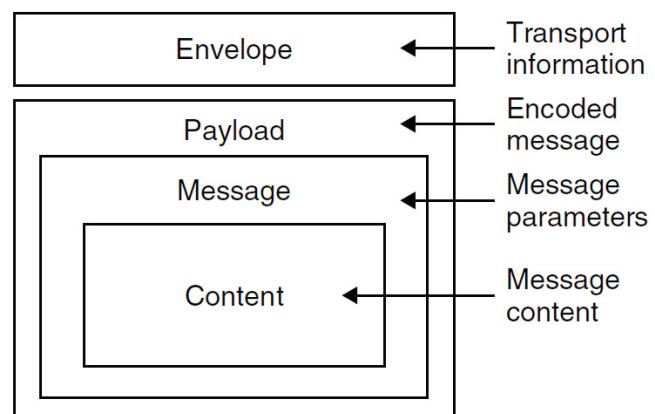 Envelope
Transport
information
Payload
Encoded
message
Message
Message
parameters
Content
Message
content